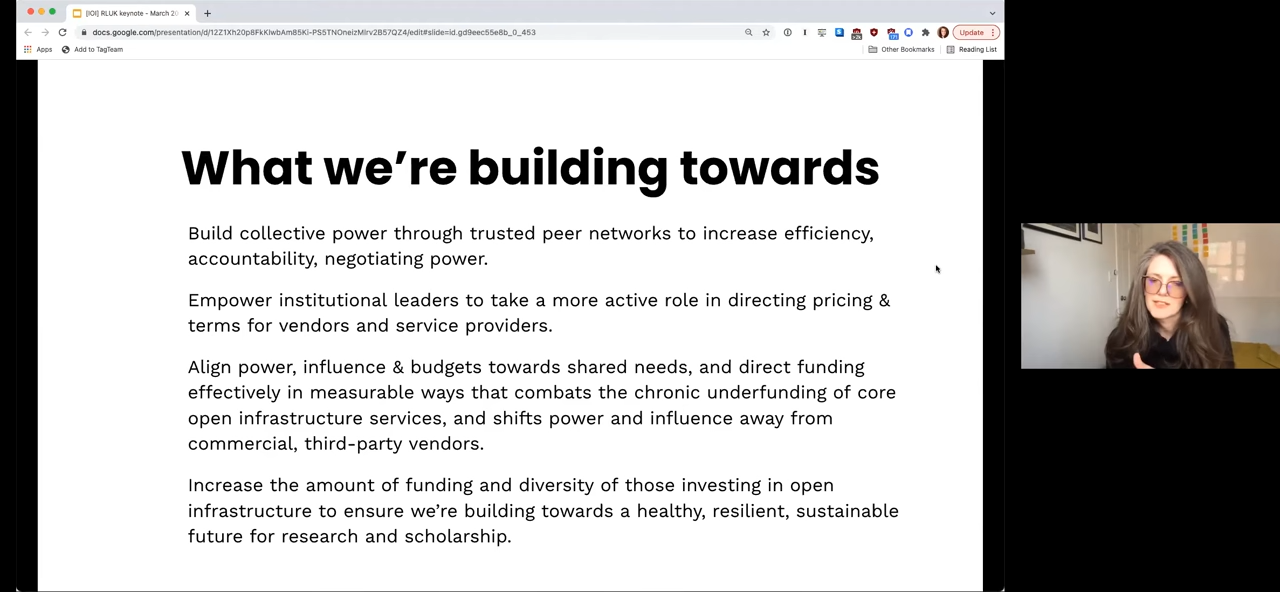 [IOI] RLUK keynote - March 20
docs.google.com/presentation/d/12Z1Xh20p8FkKlwbAm85Ki-PS5TNOneizMlrv2B57QZ4/edit#slide=id.gd9eec55e8b_0_453
Update
Apps
Add to TagTeam
Other Bookmarks
Reading List
What we’re building towards
Build collective power through trusted peer networks to increase efficiency,
accountability, negotiating power.
Empower institutional leaders to take a more active role in directing pricing &
terms for vendors and service providers.
Align power, influence & budgets towards shared needs, and direct funding
effectively in measurable ways that combats the chronic underfunding of core
open infrastructure services, and shifts power and influence away from
commercial, third-party vendors.
Increase the amount of funding and diversity of those investing in open
infrastructure to ensure we’re building towards a healthy, resilient, sustainable
future for research and scholarship.